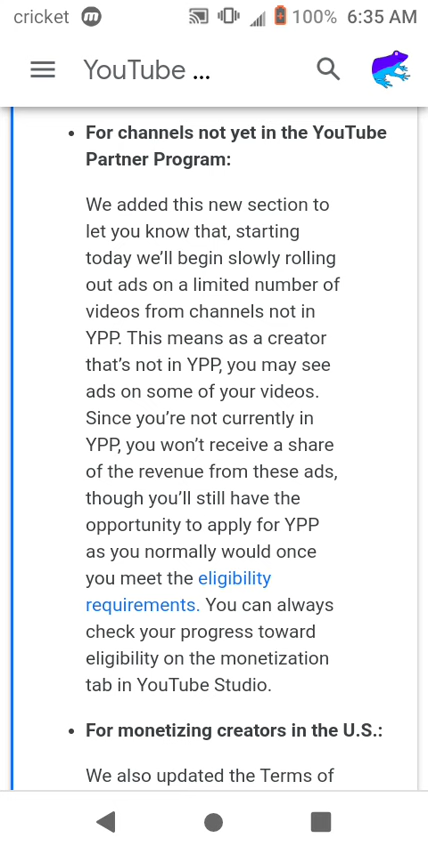 cricket m 100% 6:35 AM
YouTube ...
• For channels not yet in the YouTube
Partner Program:
We added this new section to
let you know that, starting
today we’ll begin slowly rolling
out ads on a limited number of
videos from channels not in
YPP. This means as a creator
that’s not in YPP, you may see
ads on some of your videos.
Since you’re not currently in
YPP, you won’t receive a share
of the revenue from these ads,
though you’ll still have the
opportunity to apply for YPP
as you normally would once
you meet the eligibility
requirements. You can always
check your progress toward
eligibility on the monetization
tab in YouTube Studio.
• For monetizing creators in the U.S.:
We also updated the Terms of